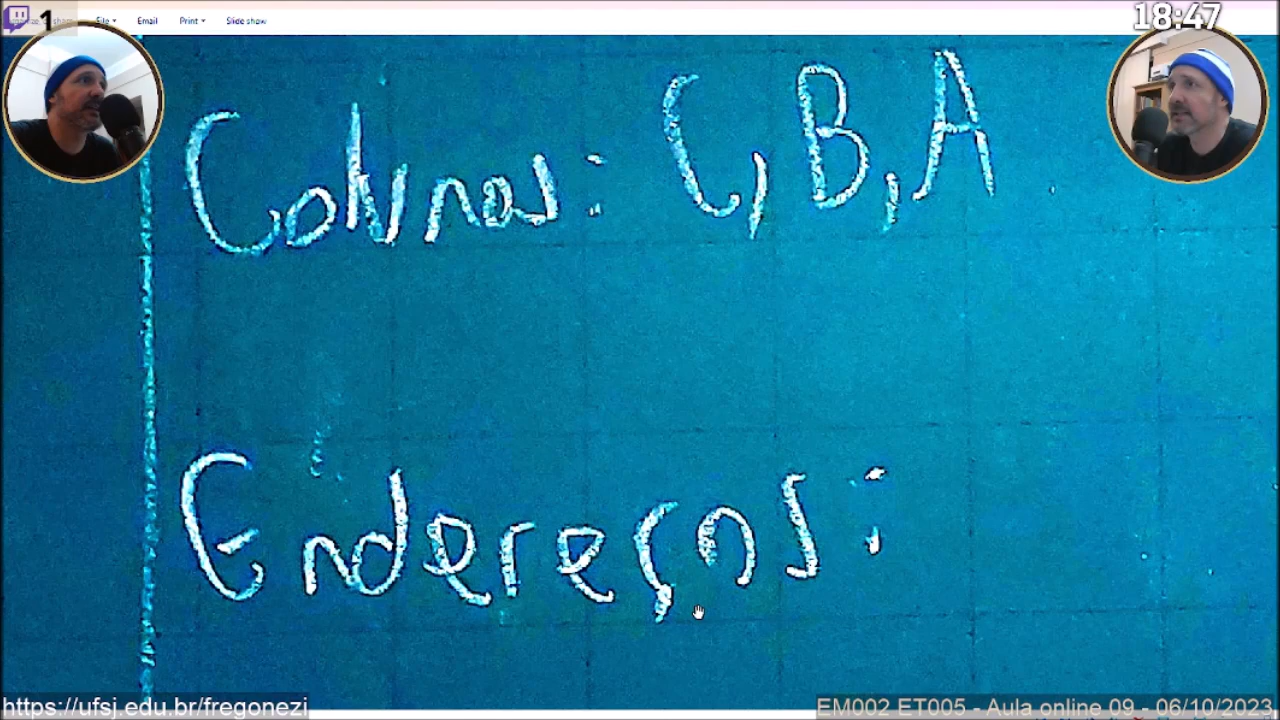 1
18:47
File Email Print Slide show
Colunas: C, B, A
Endereços:
https://ufsj.edu.br/fregonezi
EM002 ET005 - Aula online 09 - 06/10/2023